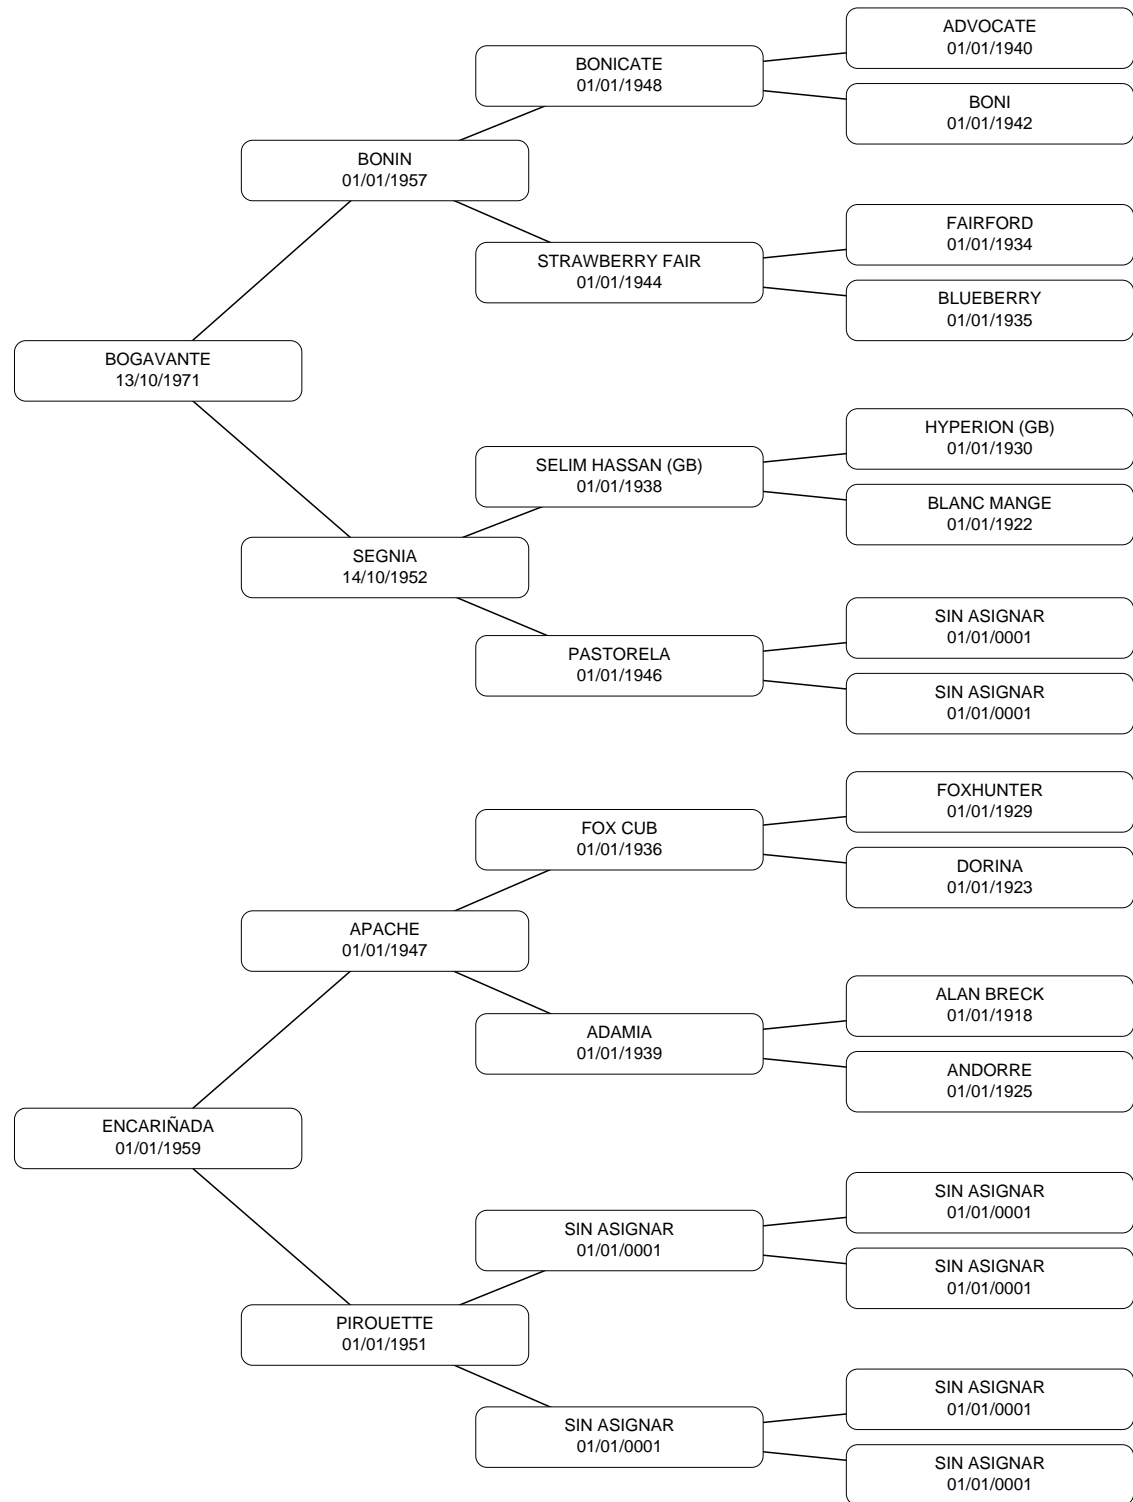 ADVOCATE
01/01/1940
BONICATE
01/01/1948
BONI
01/01/1942
BONIN
01/01/1957
FAIRFORD
01/01/1934
STRAWBERRY FAIR
01/01/1944
BLUEBERRY
01/01/1935
BOGAVANTE
13/10/1971
HYPERION (GB)
01/01/1930
SELIM HASSAN (GB)
01/01/1938
BLANC MANGE
01/01/1922
SEGNIA
14/10/1952
SIN ASIGNAR
01/01/0001
PASTORELA
01/01/1946
SIN ASIGNAR
01/01/0001
FOXHUNTER
01/01/1929
FOX CUB
01/01/1936
DORINA
01/01/1923
APACHE
01/01/1947
ALAN BRECK
01/01/1918
ADAMIA
01/01/1939
ANDORRE
01/01/1925
ENCARIÑADA
01/01/1959
SIN ASIGNAR
01/01/0001
SIN ASIGNAR
01/01/0001
SIN ASIGNAR
01/01/0001
PIROUETTE
01/01/1951
SIN ASIGNAR
01/01/0001
SIN ASIGNAR
01/01/0001
SIN ASIGNAR
01/01/0001